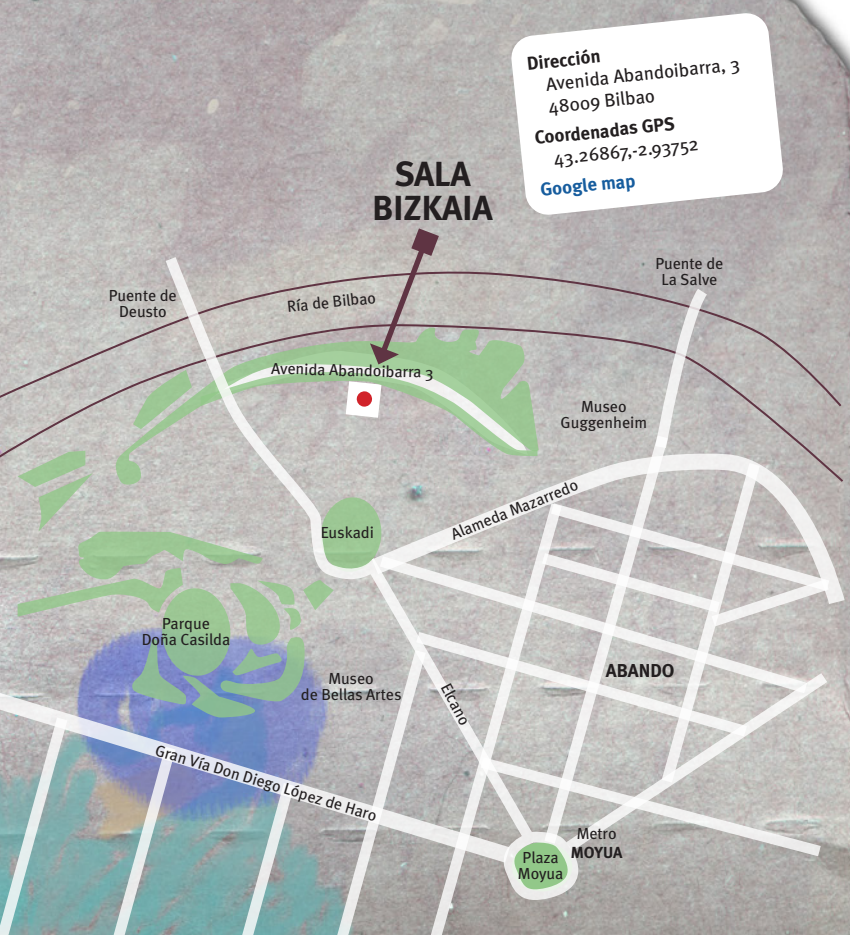 Dirección
Avenida Abandoibarra, 3
48009 Bilbao
Coordenadas GPS
43.26867,-2.93752
Google map
SALA
BIZKAIA
Puente de
La Salve
Puente de
Deusto
Ría de Bilbao
Avenida Abandoibarra 3
Museo
Guggenheim
Alameda Mazarredo
Euskadi
Parque
Doña Casilda
ABANDO
Museo
de Bellas Artes
Elcano
Gran Vía Don Diego López de Haro
Metro
MOYUA
Plaza
Moyua